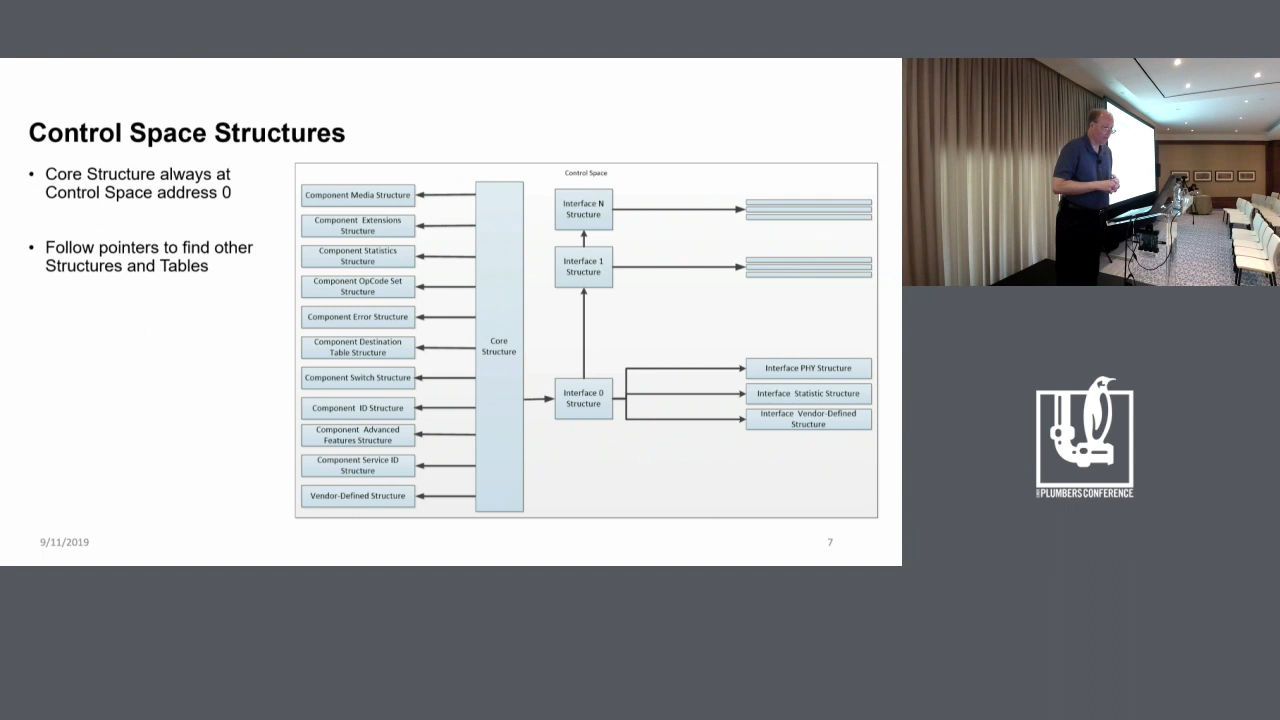 Control Space Structures
• Core Structure always at
Control Space address 0
• Follow pointers to find other
Structures and Tables
Control Space
Component Media Structure
Component Extensions
Structure
Component Statistics
Structure
Component OpCode Set
Structure
Component Error Structure
Component Destination
Table Structure
Component Switch Structure
Component ID Structure
Component Advanced
Features Structure
Component Service ID
Structure
Vendor-Defined Structure
Core
Structure
Interface N
Structure
Interface 1
Structure
Interface 0
Structure
Interface PHY Structure
Interface Statistic Structure
Interface Vendor-Defined
Structure
9/11/2019
7
PLUMBERS CONFERENCE